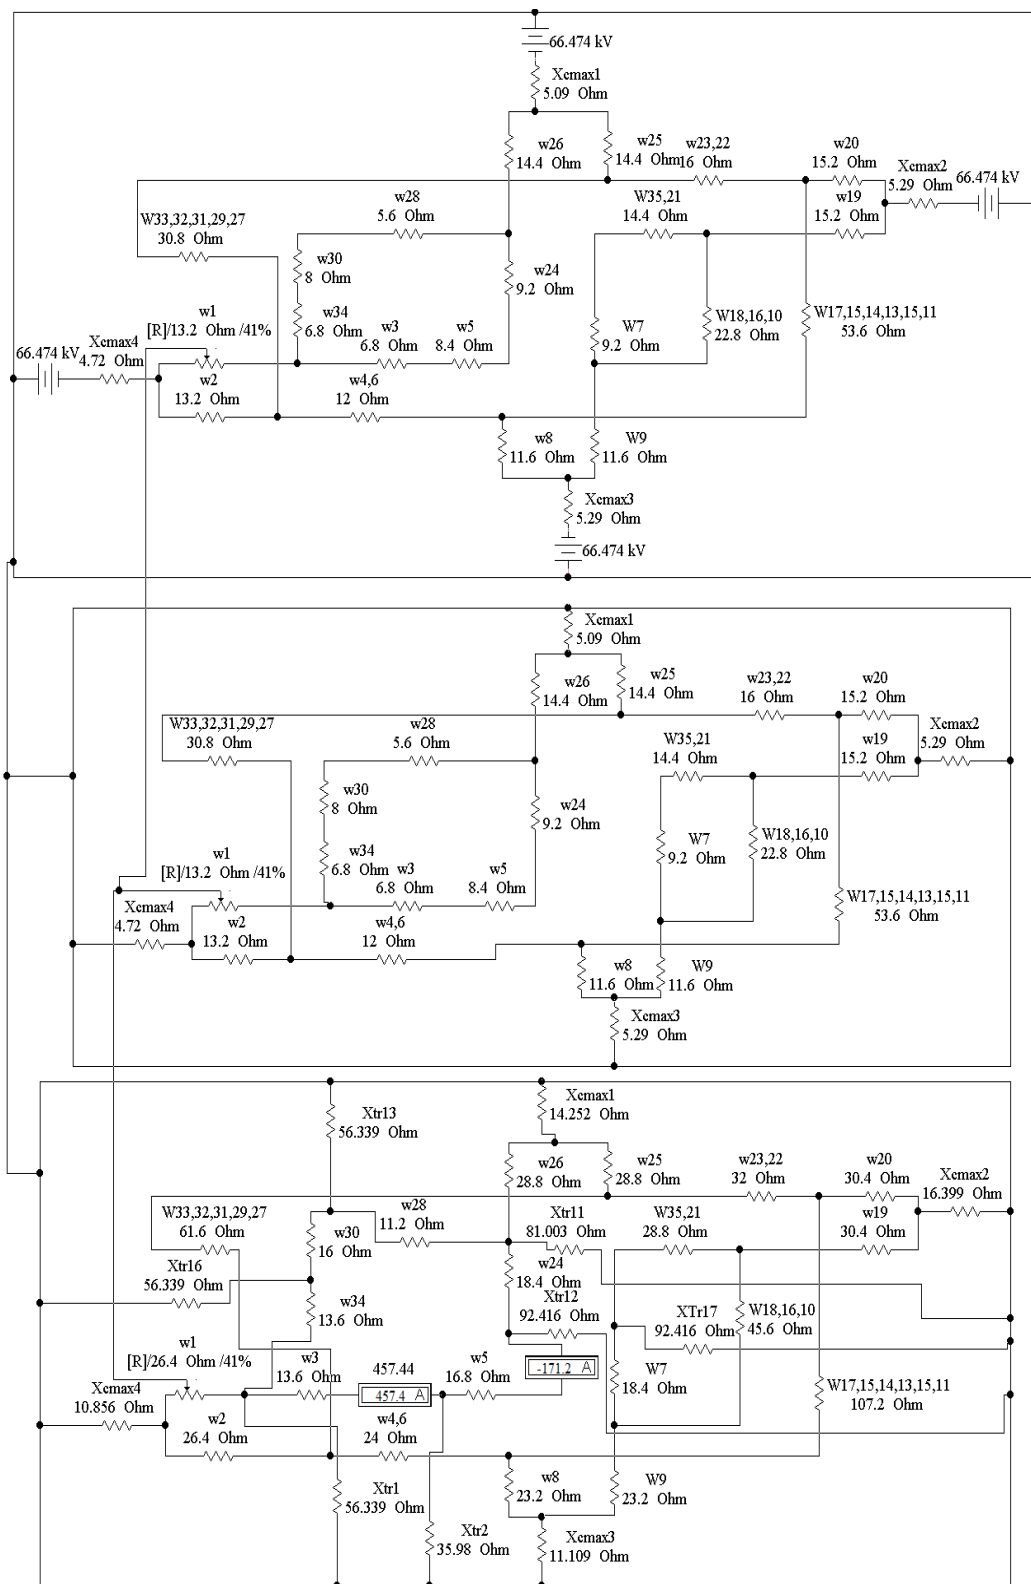 66.474 kV
Xcmax1
5.09 Ohm
w26
14.4 Ohm
w25
14.4 Ohm
w23,22
16 Ohm
w20
15.2 Ohm
Xcmax2
5.29 Ohm
66.474 kV
w19
15.2 Ohm
w28
5.6 Ohm
W35,21
14.4 Ohm
W33,32,31,29,27
30.8 Ohm
w30
8 Ohm
w24
9.2 Ohm
w1
[R]/13.2 Ohm /41%
w34
6.8 Ohm
w3
6.8 Ohm
w5
8.4 Ohm
W7
9.2 Ohm
W18,16,10
22.8 Ohm
W17,15,14,13,15,11
53.6 Ohm
66.474 kV
Xcmax4
4.72 Ohm
w2
13.2 Ohm
w4,6
12 Ohm
w8
11.6 Ohm
W9
11.6 Ohm
Xcmax3
5.29 Ohm
66.474 kV
Xcmax1
5.09 Ohm
w26
14.4 Ohm
w25
14.4 Ohm
w23,22
16 Ohm
w20
15.2 Ohm
Xcmax2
5.29 Ohm
W33,32,31,29,27
30.8 Ohm
w28
5.6 Ohm
W35,21
14.4 Ohm
w19
15.2 Ohm
w30
8 Ohm
w24
9.2 Ohm
W7
9.2 Ohm
W18,16,10
22.8 Ohm
w1
[R]/13.2 Ohm /41%
w34
6.8 Ohm
w3
6.8 Ohm
w5
8.4 Ohm
W17,15,14,13,15,11
53.6 Ohm
Xcmax4
4.72 Ohm
w2
13.2 Ohm
w4,6
12 Ohm
w8
11.6 Ohm
W9
11.6 Ohm
Xcmax3
5.29 Ohm
Xtr13
56.339 Ohm
Xcmax1
14.252 Ohm
w26
28.8 Ohm
w25
28.8 Ohm
w23,22
32 Ohm
w20
30.4 Ohm
Xcmax2
16.399 Ohm
W33,32,31,29,27
61.6 Ohm
w28
11.2 Ohm
Xtr11
81.003 Ohm
W35,21
28.8 Ohm
w19
30.4 Ohm
w30
16 Ohm
Xtr16
56.339 Ohm
w24
18.4 Ohm
w34
13.6 Ohm
Xtr12
92.416 Ohm
XTr17
92.416 Ohm
W18,16,10
45.6 Ohm
w1
[R]/26.4 Ohm /41%
w3
13.6 Ohm
457.44
457.4 A
w5
16.8 Ohm
-171.2 A
W7
18.4 Ohm
W17,15,14,13,15,11
107.2 Ohm
Xcmax4
10.856 Ohm
w2
26.4 Ohm
w4,6
24 Ohm
w8
23.2 Ohm
W9
23.2 Ohm
Xtr1
56.339 Ohm
Xtr2
35.98 Ohm
Xcmax3
11.109 Ohm